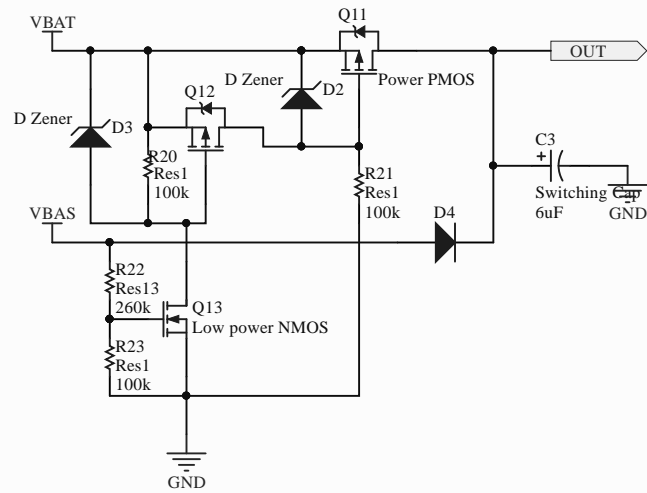 VBAT
Q11
OUT
Power PMOS
D Zener
D2
Q12
D Zener
D3
C3
+
R20
Res1
100k
R21
Res1
100k
Switching Cap
6uF
GND
VBAS
D4
R22
Res13
260k
Q13
Low power NMOS
R23
Res1
100k
GND